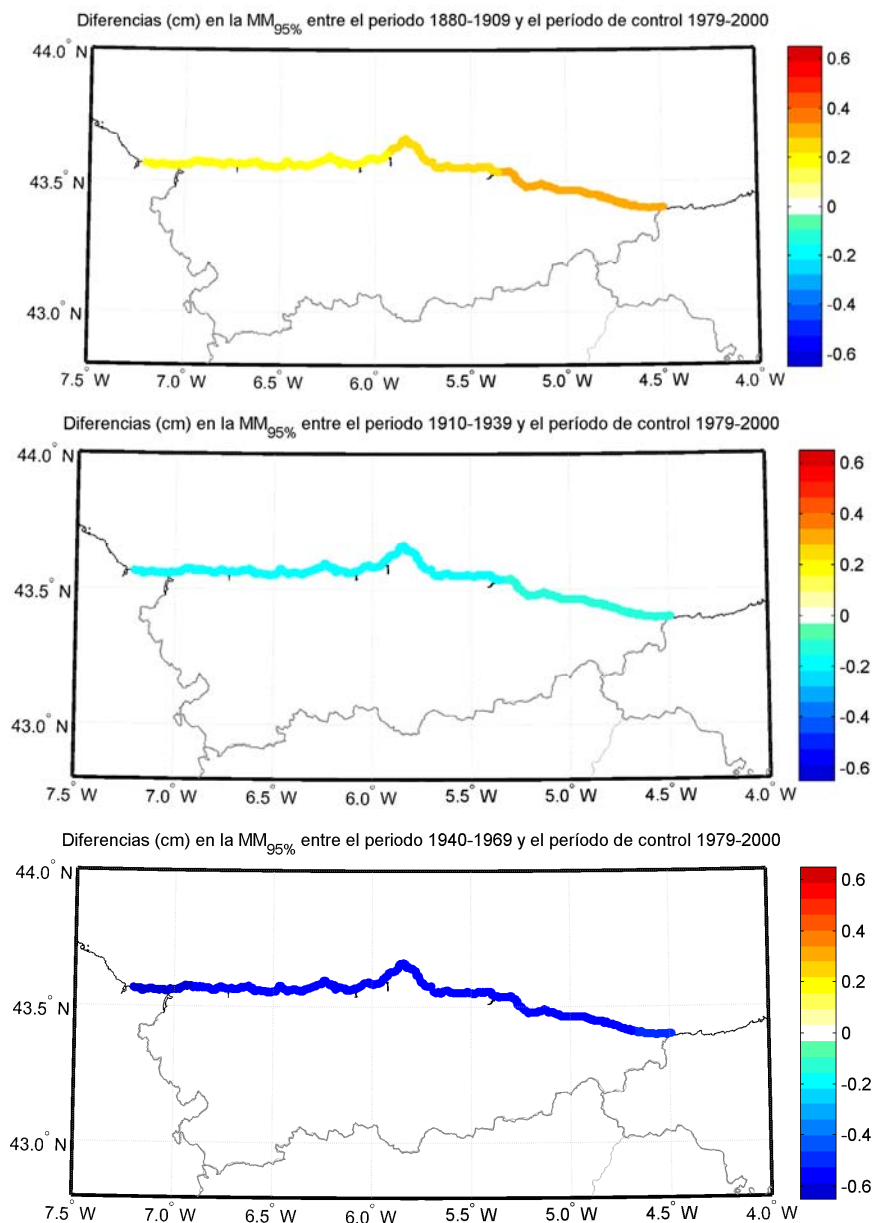 Diferencias (cm) en la MM95% entre el periodo 1880-1909 y el período de control 1979-2000
44.0° N
43.5°
43.0° N
7.5° W 7.0° W 6.5° W 6.0° W 5.5° W 5.0° W 4.5° W 4.0° W
0.6
0.4
0.2
0
-0.2
-0.4
-0.6
Diferencias (cm) en la MM95% entre el periodo 1910-1939 y el período de control 1979-2000
44.0° N
43.5° N
43.0° N
7.5° W 7.0° W 6.5° W 6.0° W 5.5° W 5.0° W 4.5° W 4.0° W
0.6
0.4
0.2
0
-0.2
-0.4
-0.6
Diferencias (cm) en la MM95% entre el periodo 1940-1969 y el período de control 1979-2000
44.0° N
43.5° N
43.0° N
7.5° W 7.0° W 6.5° W 6.0° W 5.5° W 5.0° W 4.5° W 4.0° W
0.6
0.4
0.2
0
-0.2
-0.4
-0.6